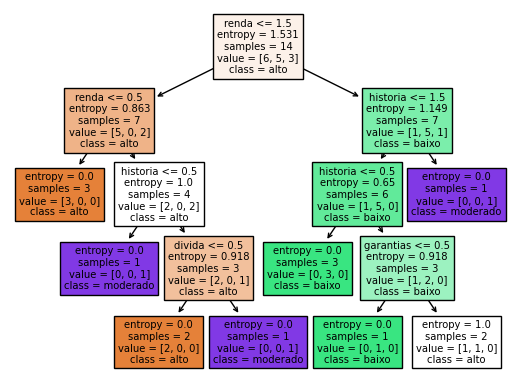 renda <= 1.5
entropy = 1.531
samples = 14
value = [6, 5, 3]
class = alto
renda <= 0.5
entropy = 0.863
samples = 7
value = [5, 0, 2]
class = alto
historia <= 1.5
entropy = 1.149
samples = 7
value = [1, 5, 1]
class = baixo
entropy = 0.0
samples = 3
value = [3, 0, 0]
class = alto
historia <= 0.5
entropy = 1.0
samples = 4
value = [2, 0, 2]
class = alto
historia <= 0.5
entropy = 0.65
samples = 6
value = [1, 5, 0]
class = baixo
entropy = 0.0
samples = 1
value = [0, 0, 1]
class = moderado
entropy = 0.0
samples = 1
value = [0, 0, 1]
class = moderado
divida <= 0.5
entropy = 0.918
samples = 3
value = [2, 0, 1]
class = alto
entropy = 0.0
samples = 3
value = [0, 3, 0]
class = baixo
garantias <= 0.5
entropy = 0.918
samples = 3
value = [1, 2, 0]
class = baixo
entropy = 0.0
samples = 2
value = [2, 0, 0]
class = alto
entropy = 0.0
samples = 1
value = [0, 0, 1]
class = moderado
entropy = 0.0
samples = 1
value = [0, 1, 0]
class = baixo
entropy = 1.0
samples = 2
value = [1, 1, 0]
class = alto